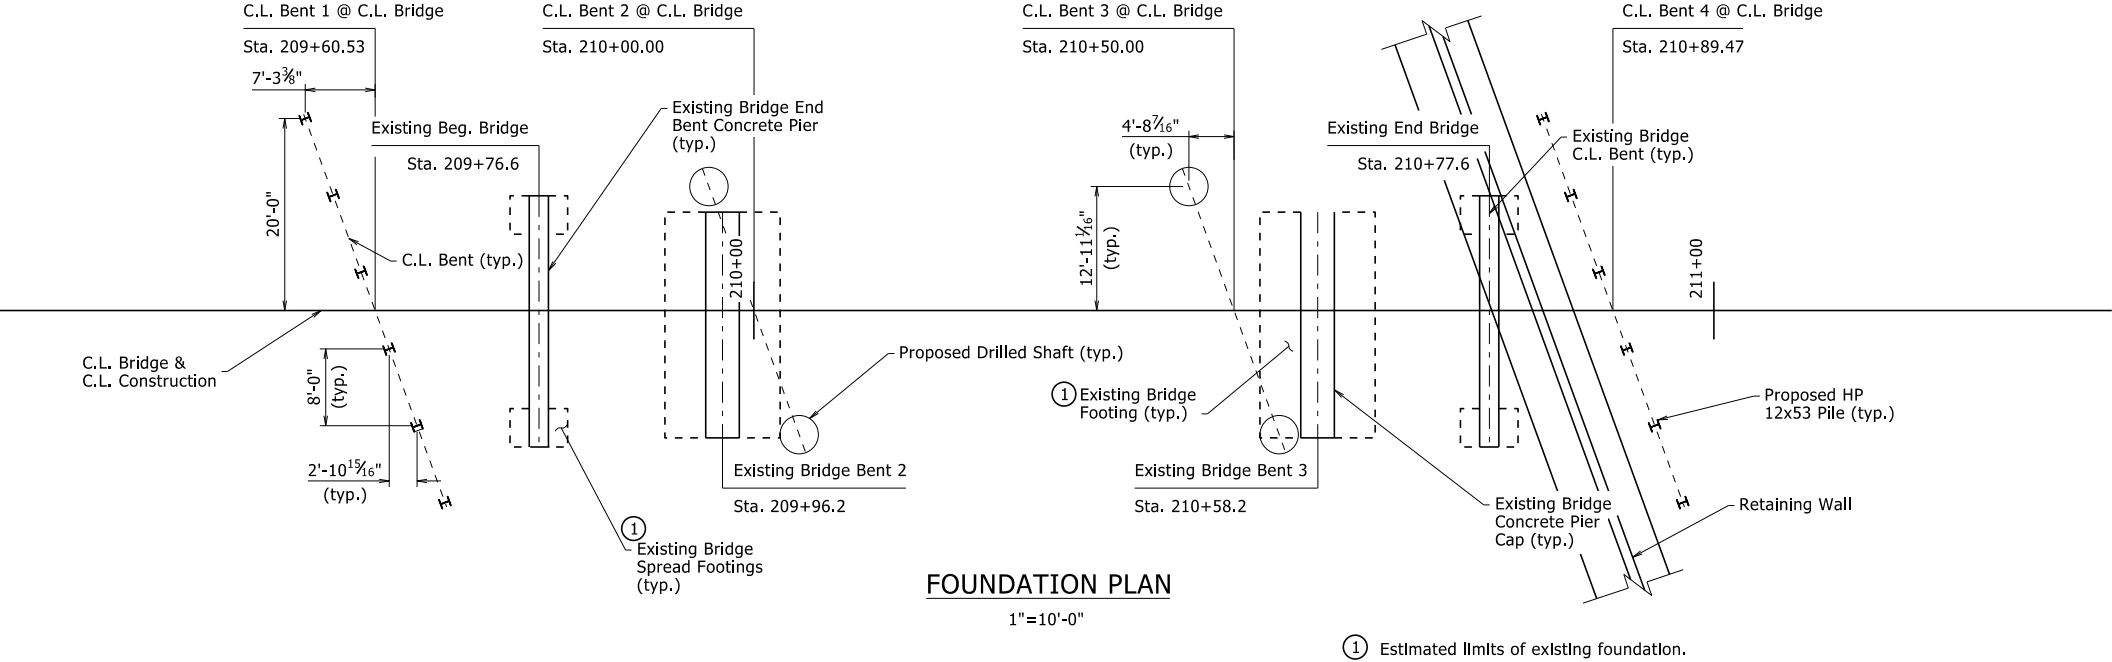 C.L. Bent 1 @ C.L. Bridge
Sta. 209+60.53
C.L. Bent 2 @ C.L. Bridge
Sta. 210+00.00
C.L. Bent 3 @ C.L. Bridge
Sta. 210+50.00
C.L. Bent 4 @ C.L. Bridge
Sta. 210+89.47
7'-3⅜"
20'-0"
Existing Beg. Bridge
Sta. 209+76.6
Existing Bridge End
Bent Concrete Pier
(typ.)
4'-8⁷⁄₁₆"
(typ.)
12'-11¹⁄₁₆"
(typ.)
Existing End Bridge
Sta. 210+77.6
Existing Bridge
C.L. Bent (typ.)
C.L. Bent (typ.)
210+00
211+00
C.L. Bridge &
C.L. Construction
8'-0"
(typ.)
2'-10¹⁵⁄₁₆"
(typ.)
Proposed Drilled Shaft (typ.)
1 Existing Bridge
Footing (typ.)
Proposed HP
12x53 Pile (typ.)
Existing Bridge Bent 2
Sta. 209+96.2
Existing Bridge Bent 3
Sta. 210+58.2
Existing Bridge
Concrete Pier
Cap (typ.)
Retaining Wall
1
Existing Bridge
Spread Footings
(typ.)
FOUNDATION PLAN
1"=10'-0"
1 Estimated limits of existing foundation.